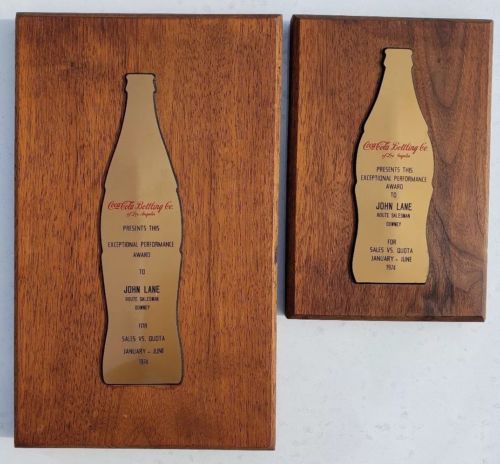 Coca-Cola Bottling Co.
of Los Angeles
PRESENTS THIS
EXCEPTIONAL PERFORMANCE
AWARD
TO
JOHN LANE
ROUTE SALESMAN
DOWNEY
FOR
SALES VS. QUOTA
JANUARY - JUNE
1974
Coca-Cola Bottling Co.
of Los Angeles
PRESENTS THIS
EXCEPTIONAL PERFORMANCE
AWARD
TO
JOHN LANE
ROUTE SALESMAN
DOWNEY
FOR
SALES VS. QUOTA
JANUARY - JUNE
1974